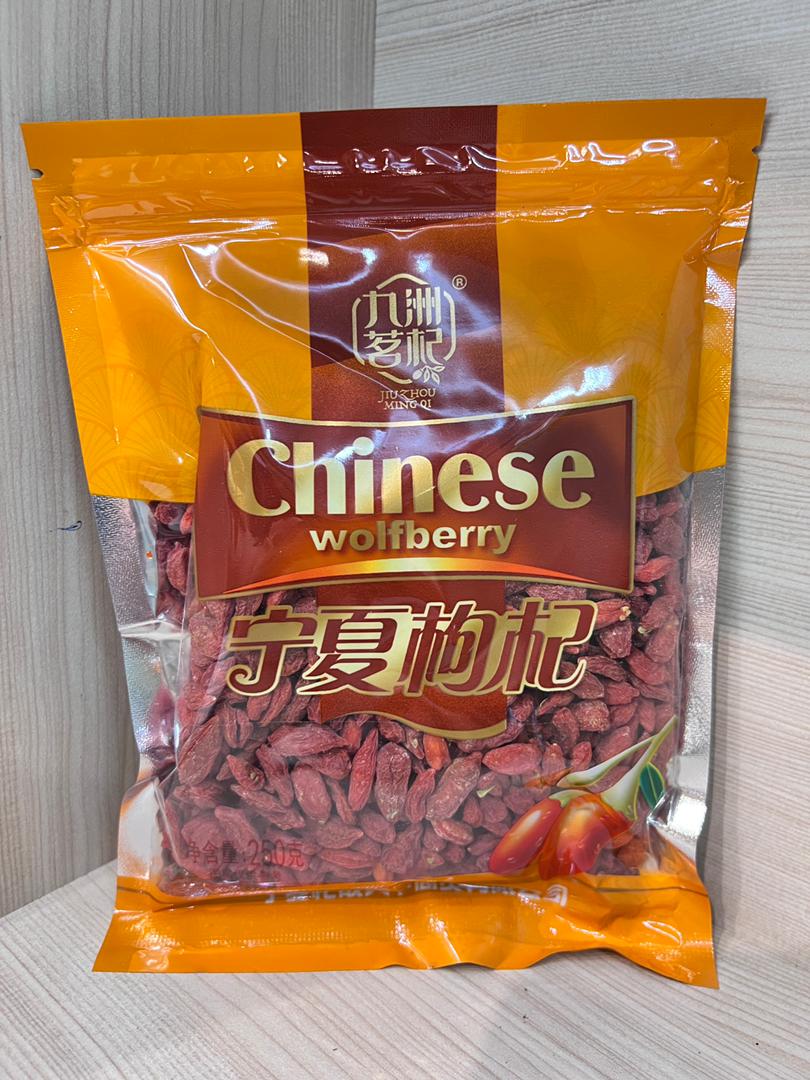 九洲
茗杞
®
JIUZHOU
MING QI
Chinese
wolfberry
宁夏枸杞
净含量:250克